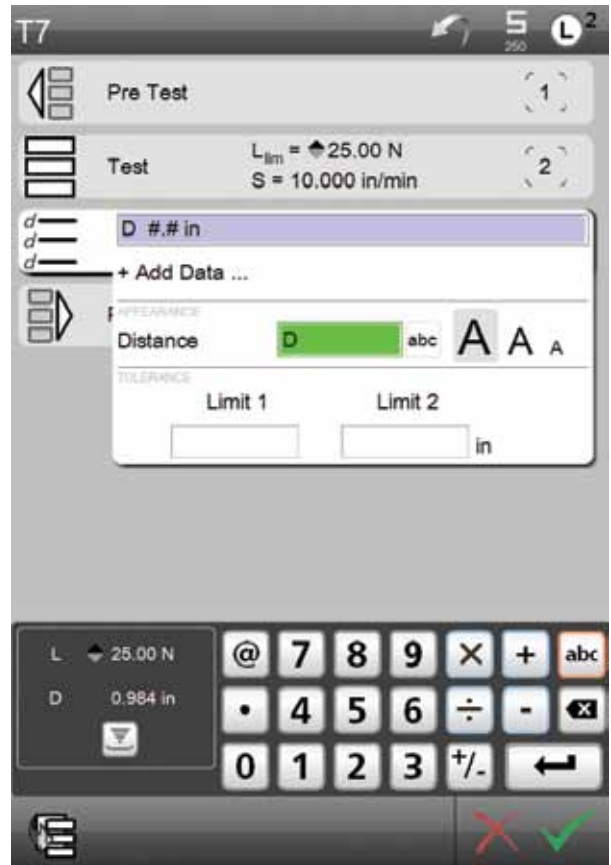 T7
S
250
L 2
Pre Test
1
Llim = 25.00 N
Test
2
S = 10.000 in/min
d
d
d
D #.# in
+ Add Data ...
APPEARANCE
Distance
D
abc
A A A
TOLERANCE
Limit 1 Limit 2
in
L 25.00 N
D 0.984 in
@ 7 8 9 × + abc
• 4 5 6 ÷ -
0 1 2 3 +/-